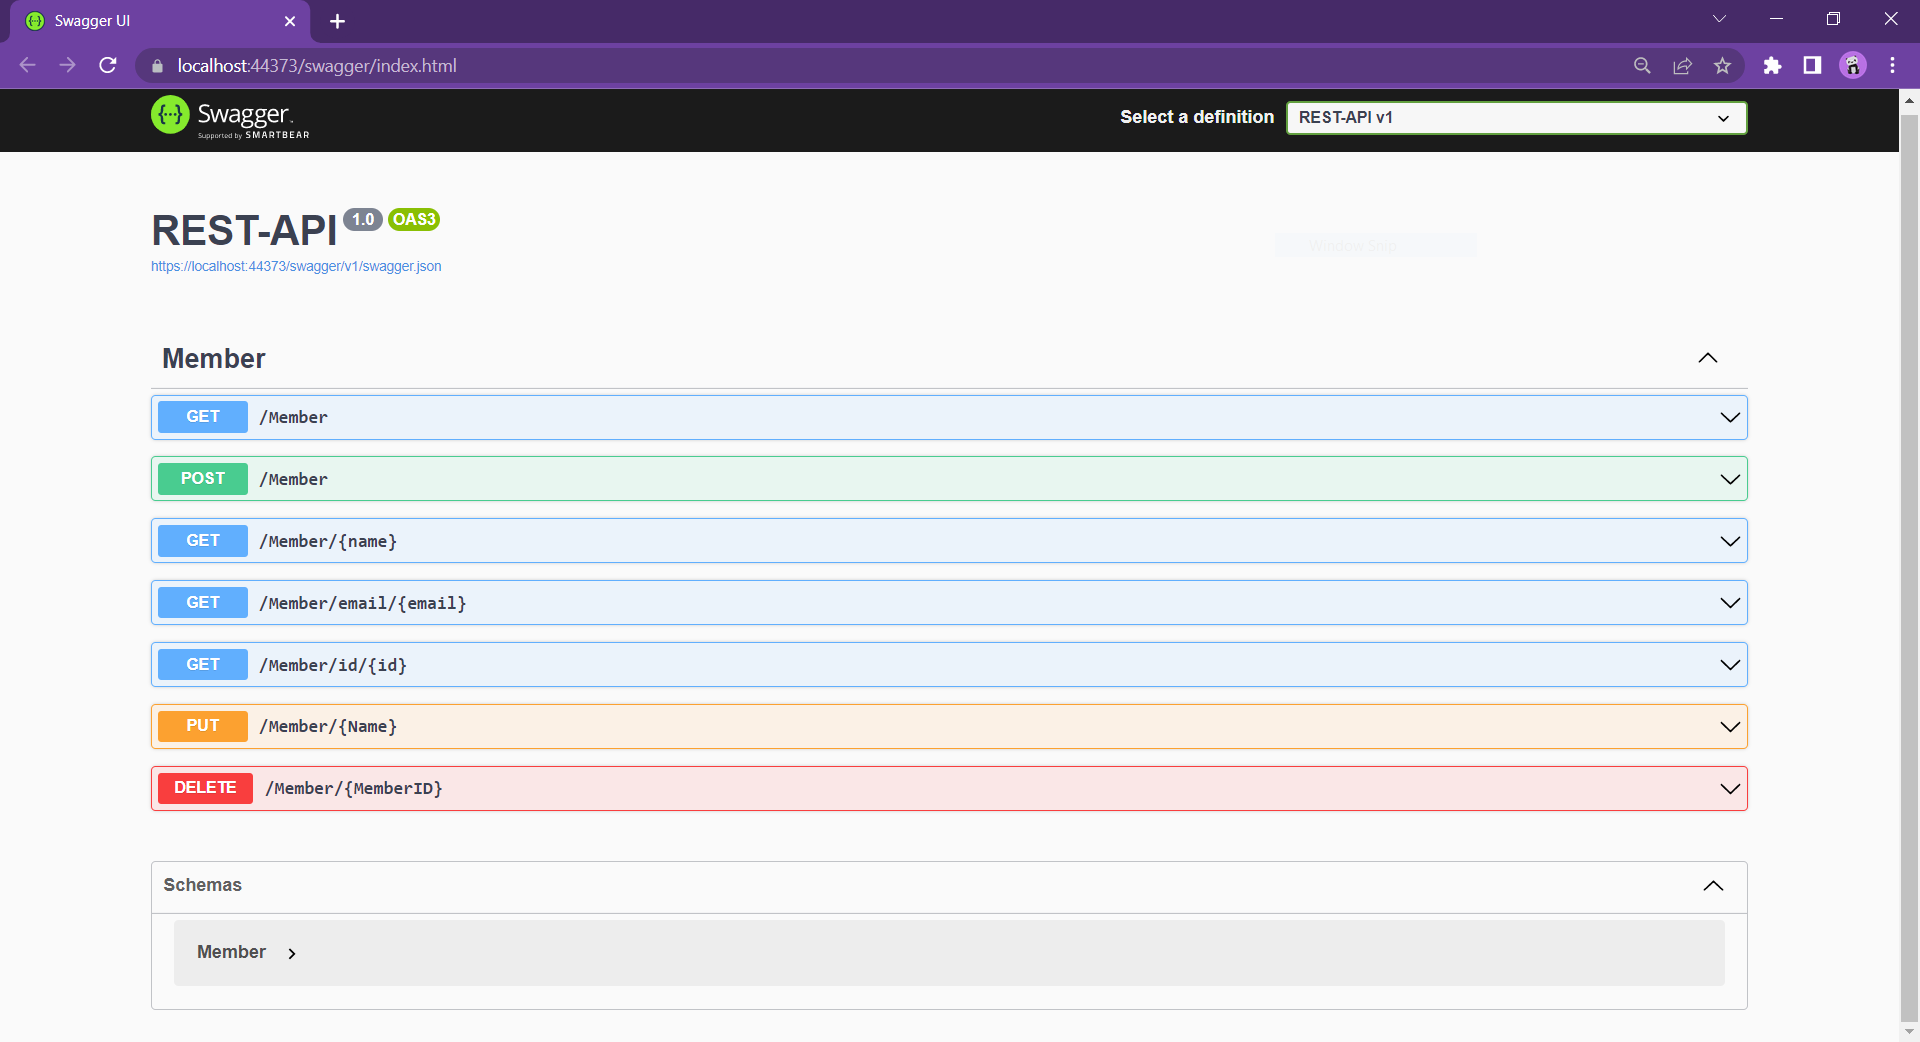 Swagger UI
localhost:44373/swagger/index.html
Swagger
Supported by SMARTBEAR
Select a definition
REST-API v1
REST-API 1.0 OAS3
Window Snip
https://localhost:44373/swagger/v1/swagger.json
Member
GET /Member
POST /Member
GET /Member/{name}
GET /Member/email/{email}
GET /Member/id/{id}
PUT /Member/{Name}
DELETE /Member/{MemberID}
Schemas
Member